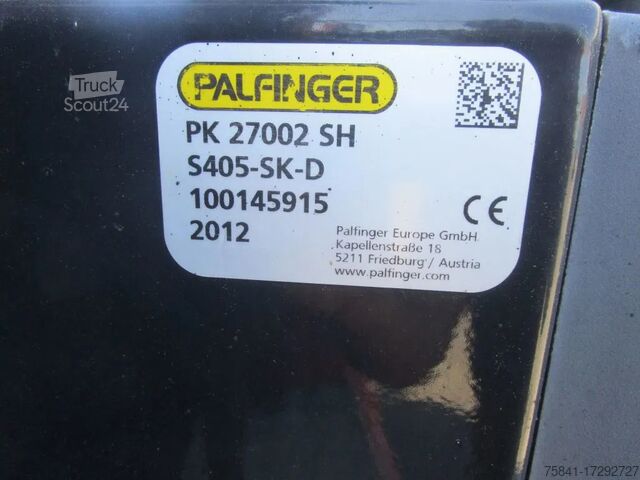 Truck
Scout24
PALFINGER
PK 27002 SH
S405-SK-D
100145915
2012
CE
Palfinger Europe GmbH
Kapellenstraße 18
5211 Friedburg / Austria
www.palfinger.com
75841-17292727